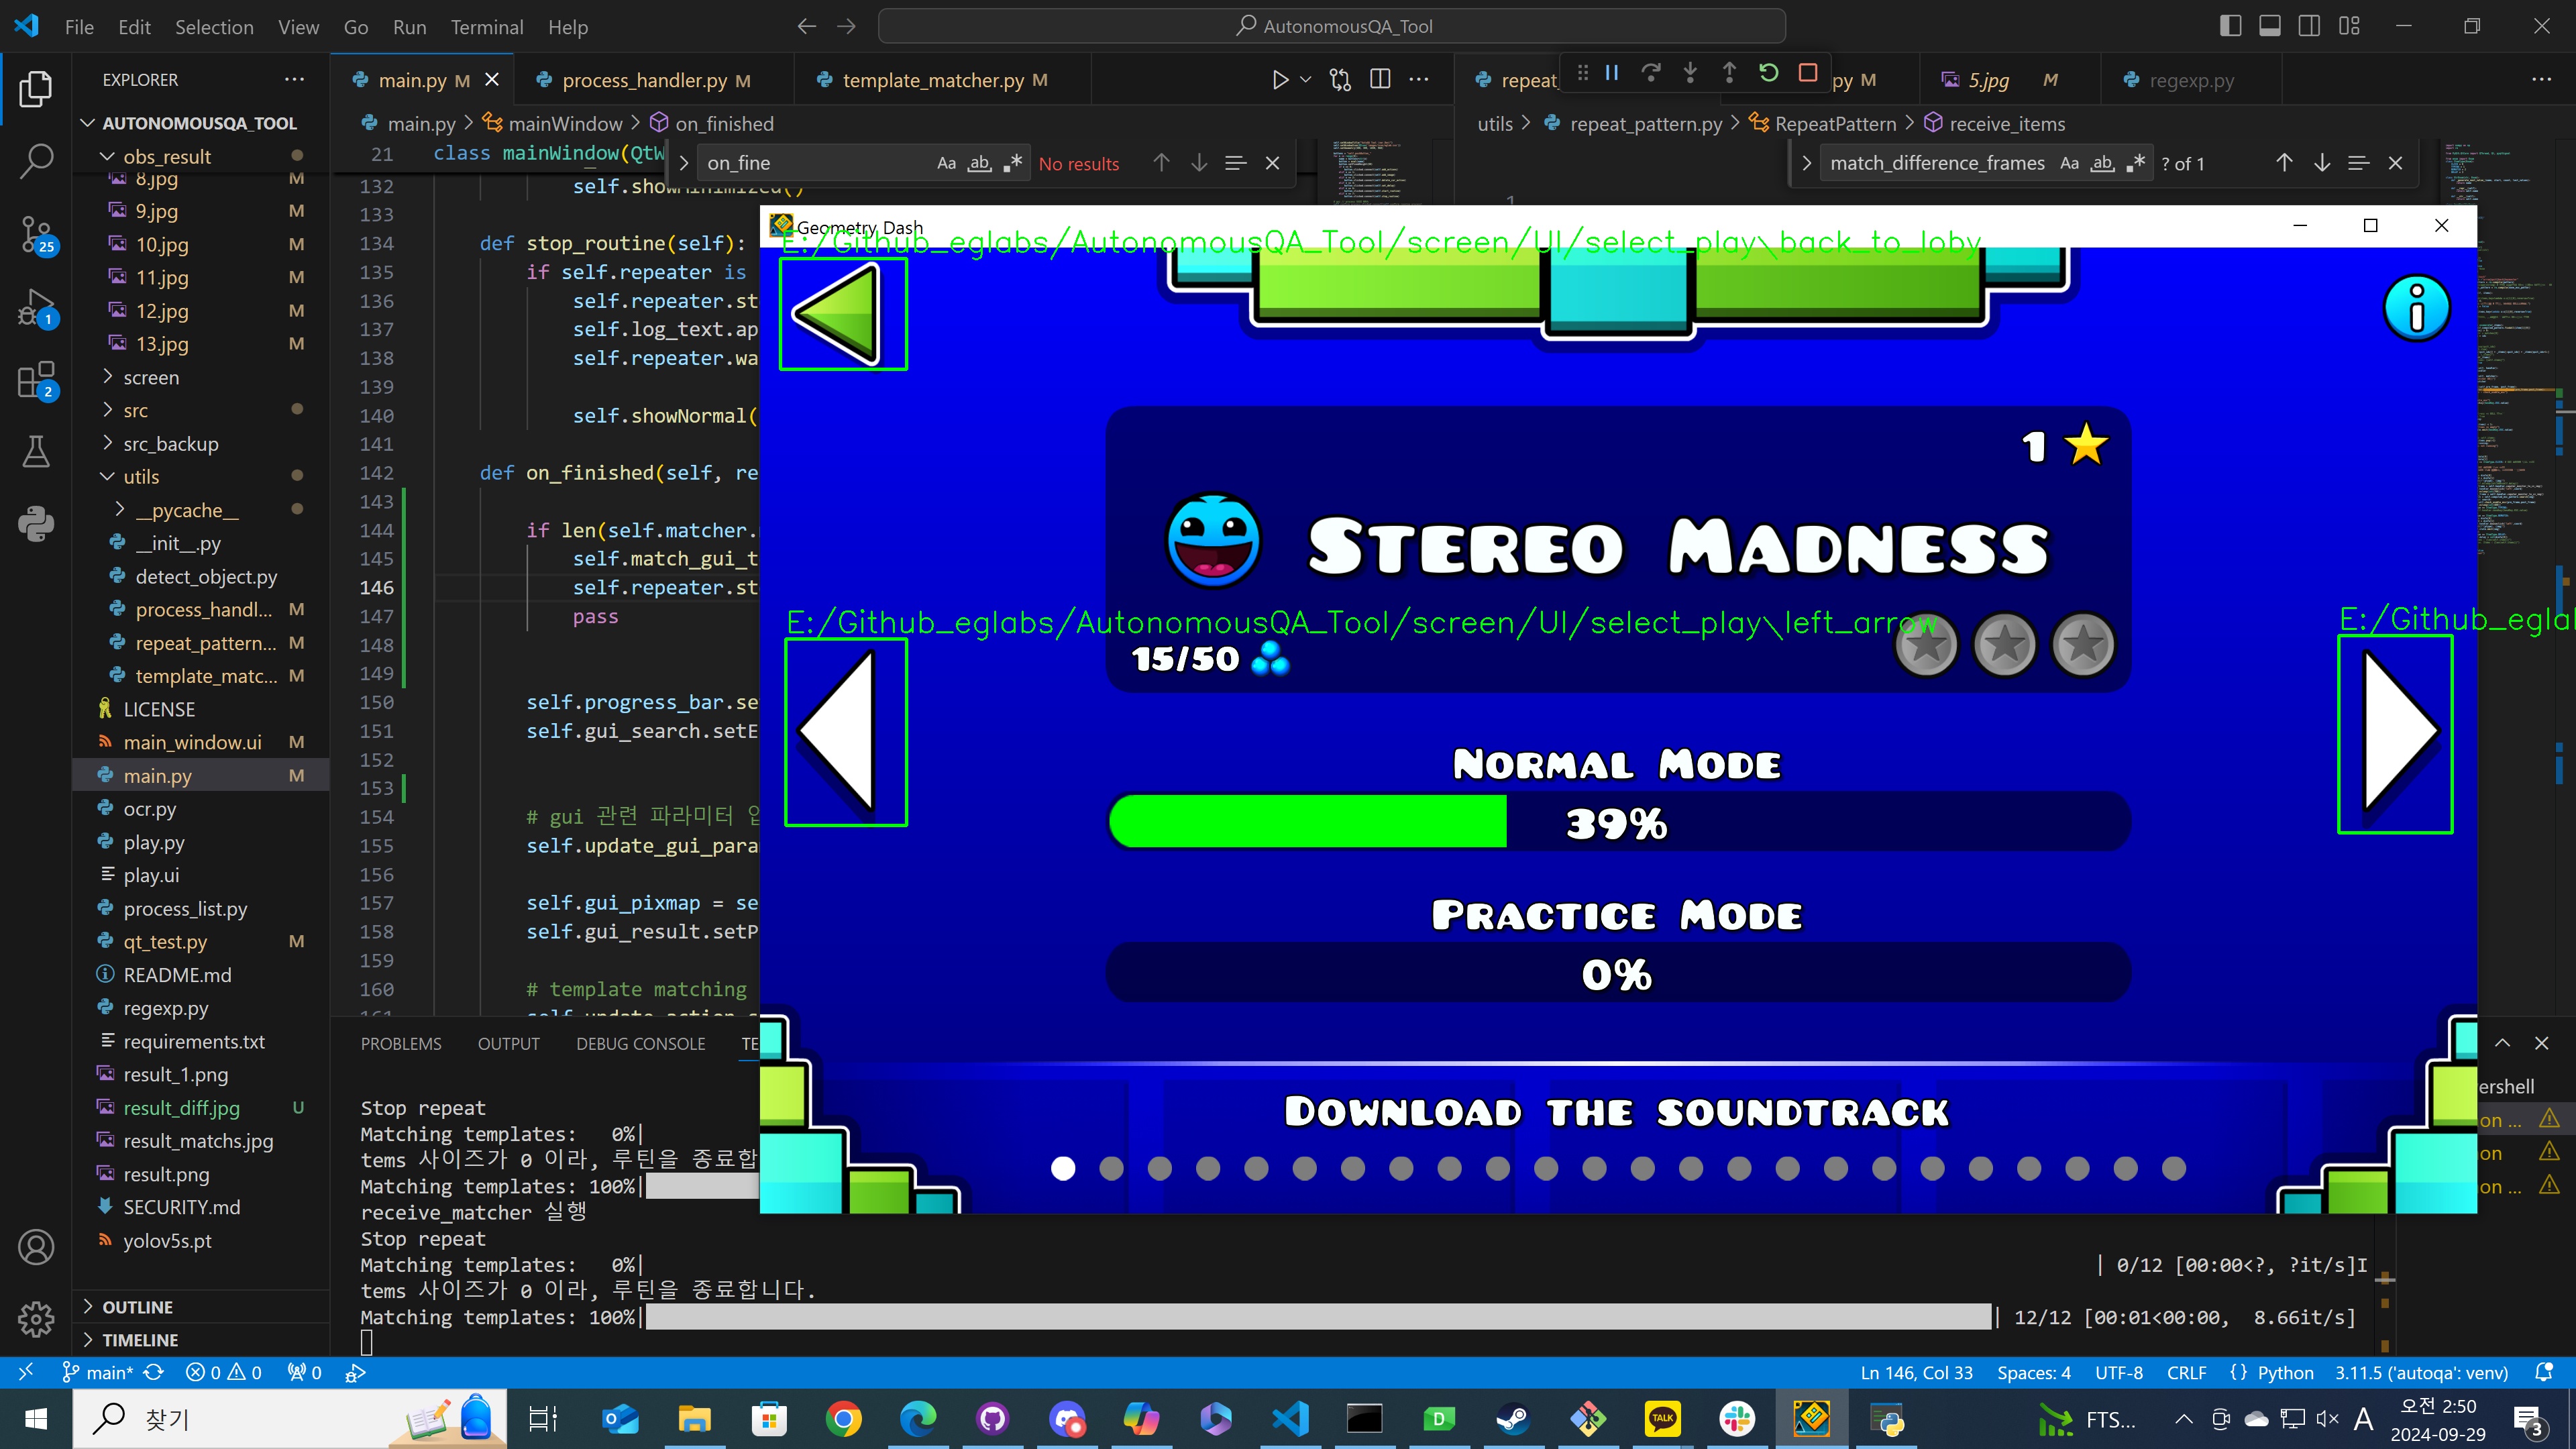 File Edit Selection View Go Run Terminal Help
AutonomousQA_Tool
EXPLORER
main.py M
process_handler.py M
template_matcher.py M
repeat_
py M
5.jpg M
regexp.py
AUTONOMOUSQA_TOOL
main.py > mainWindow > on_finished
utils > repeat_pattern.py > RepeatPattern > receive_items
obs_result
8.jpg M
9.jpg M
10.jpg M
11.jpg M
12.jpg M
13.jpg M
screen
src
src_backup
utils
__pycache__
__init__.py
detect_object.py
process_handl... M
repeat_pattern... M
template_matc... M
LICENSE
main_window.ui M
main.py M
ocr.py
play.py
play.ui
process_list.py
qt_test.py M
README.md
regexp.py
requirements.txt
result_1.png
result_diff.jpg U
result_matchs.jpg
result.png
SECURITY.md
yolov5s.pt
OUTLINE
TIMELINE
25
1
2
on_fine
Aa ab
No results
match_difference_frames
Aa ab
? of 1
1
21 class mainWindow(QtW
132 self.showMinimized()
133
134 def stop_routine(self):
135 if self.repeater is
136 self.repeater.st
137 self.log_text.ap
138 self.repeater.wa
139
140 self.showNormal(
141
142 def on_finished(self, re
143
144 if len(self.matcher.
145 self.match_gui_t
146 self.repeater.st
147 pass
148
149
150 self.progress_bar.se
151 self.gui_search.setE
152
153
154 # gui 관련 파라미터 업
155 self.update_gui_para
156
157 self.gui_pixmap = se
158 self.gui_result.setP
159
160 # template matching
161 self.update_action_s
Geometry Dash
E:/Github_eglabs/AutonomousQA_Tool/screen/UI/select_play\back_to_loby
1
Stereo Madness
E:/Github_eglabs/AutonomousQA_Tool/screen/UI/select_play\left_arrow
E:/Github_egla
15/50
Normal Mode
39%
Practice Mode
0%
Download the soundtrack
PROBLEMS OUTPUT DEBUG CONSOLE TE
ershell
on ...
on
on ...
Stop repeat
Matching templates: 0%|
tems 사이즈가 0 이라, 루틴을 종료합
Matching templates: 100%|
receive_matcher 실행
Stop repeat
Matching templates: 0%| | 0/12 [00:00<?, ?it/s]I
tems 사이즈가 0 이라, 루틴을 종료합니다.
Matching templates: 100%| | 12/12 [00:01<00:00, 8.66it/s]
main* 0 0 0
Ln 146, Col 33 Spaces: 4 UTF-8 CRLF {} Python 3.11.5 ('autoqa': venv)
찾기
TALK
FTS...
A
오전 2:50
2024-09-29
3